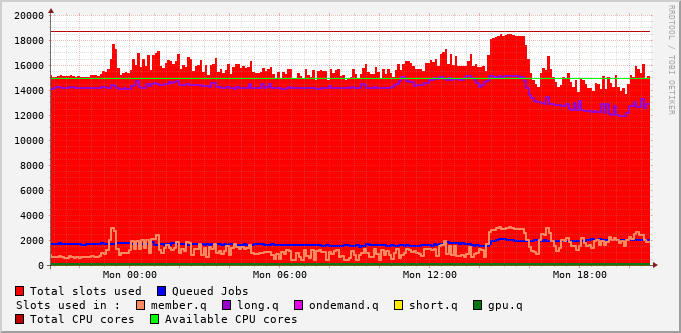 20000
18000
16000
14000
12000
10000
8000
6000
4000
2000
0
Mon 00:00 Mon 06:00 Mon 12:00 Mon 18:00
Total slots used Queued Jobs
Slots used in : member.q long.q ondemand.q short.q gpu.q
Total CPU cores Available CPU cores
RRDTOOL / TOBI OETIKER